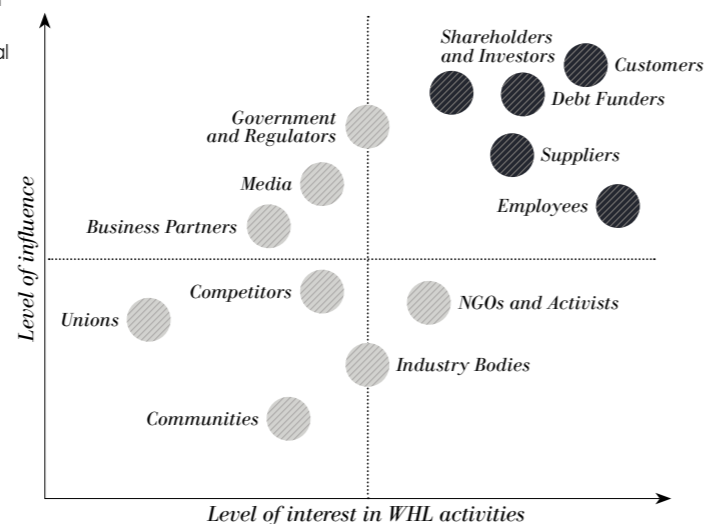 al
Shareholders
and Investors
Customers
Debt Funders
Government
and Regulators
Suppliers
Media
Employees
Business Partners
Level of influence
Competitors
NGOs and Activists
Unions
Industry Bodies
Communities
Level of interest in WHL activities